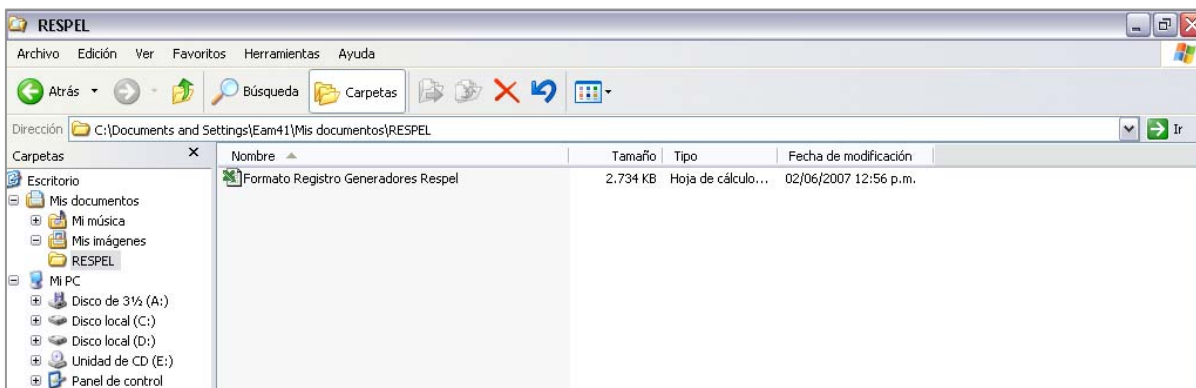 RESPEL
Archivo Edición Ver Favoritos Herramientas Ayuda
Atrás Búsqueda Carpetas
Dirección C:\Documents and Settings\Eam41\Mis documentos\RESPEL Ir
Carpetas Nombre Tamaño Tipo Fecha de modificación
Escritorio Formato Registro Generadores Respel 2.734 KB Hoja de cálculo... 02/06/2007 12:56 p.m.
Mis documentos
Mi música
Mis imágenes
RESPEL
Mi PC
Disco de 3½ (A:)
Disco local (C:)
Disco local (D:)
Unidad de CD (E:)
Panel de control